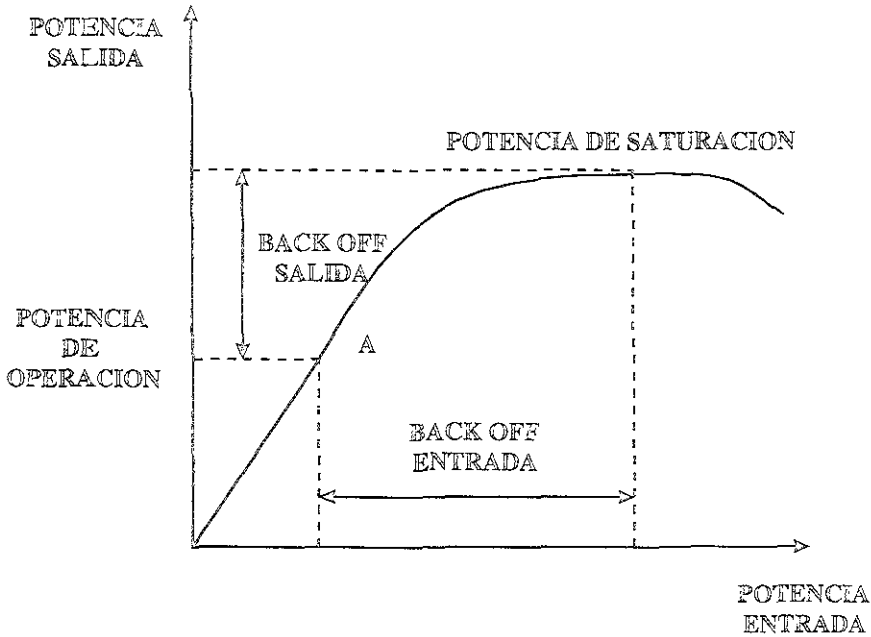 POTENCIA
SALIDA
POTENCIA DE SATURACION
BACK OFF
SALIDA
POTENCIA
DE
OPERACION
A
BACK OFF
ENTRADA
POTENCIA
ENTRADA